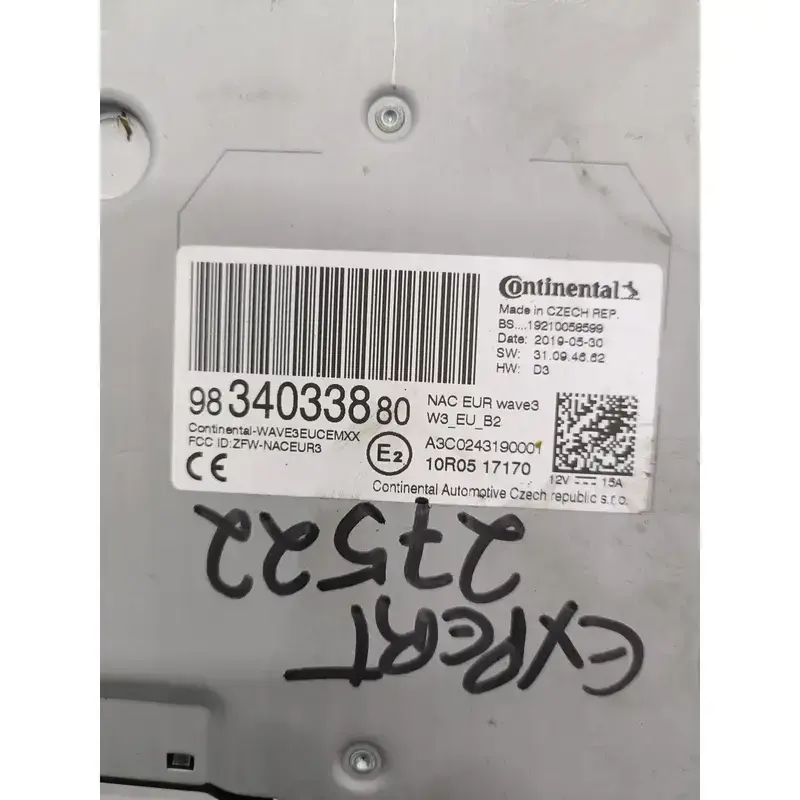 Continental
Made in CZECH REP.
BS....19210058599
Date: 2019-05-30
SW: 31.09.46.62
HW: D3
98 340338 80
NAC EUR wave3
W3_EU_B2
Continental-WAVE3EUCEMXX
FCC ID:ZFW-NACEUR3
E2
A3C0243190001
10R05 17170
CE
12V 15A
Continental Automotive Czech republic s.r.o.
EXPERT
27522